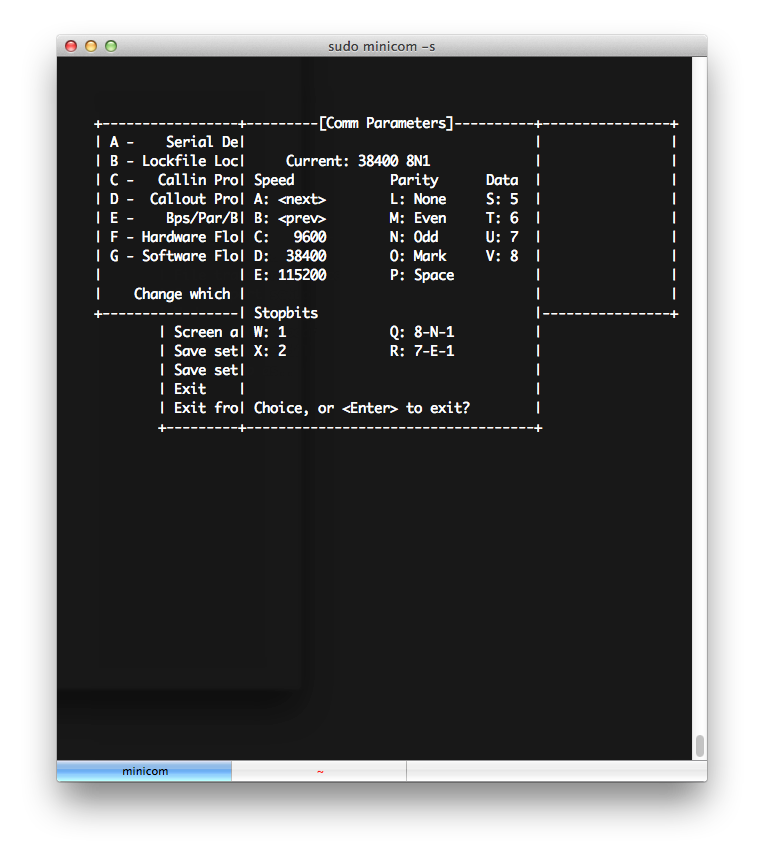 sudo minicom -s
+-----------------+---------[Comm Parameters]----------+----------------+
| A -    Serial De|                                    |                |
| B - Lockfile Loc|     Current: 38400 8N1             |                |
| C -   Callin Pro| Speed            Parity      Data  |                |
| D -  Callout Pro| A: <next>        L: None     S: 5  |                |
| E -    Bps/Par/B| B: <prev>        M: Even     T: 6  |                |
| F - Hardware Flo| C:   9600        N: Odd      U: 7  |                |
| G - Software Flo| D:  38400        O: Mark     V: 8  |                |
|                 | E: 115200        P: Space          |                |
|    Change which |                                    |                |
+-----------------| Stopbits                           |----------------+
        | Screen a| W: 1             Q: 8-N-1          |
        | Save set| X: 2             R: 7-E-1          |
        | Save set|                                    |
        | Exit    |                                    |
        | Exit fro| Choice, or <Enter> to exit?        |
        +---------+------------------------------------+
minicom ~